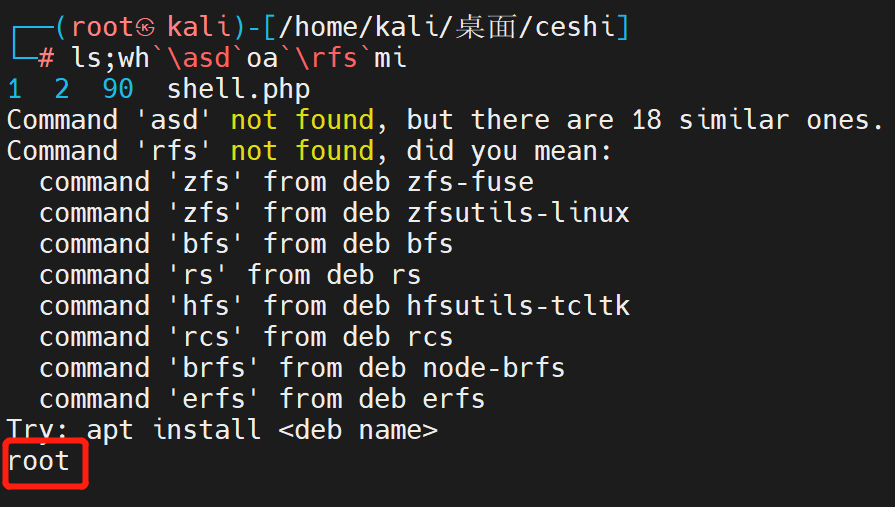 ┌──(root㉿kali)-[/home/kali/桌面/ceshi]
└─# ls;wh`\asd`oa`\rfs`mi
1  2  90  shell.php
Command 'asd' not found, but there are 18 similar ones.
Command 'rfs' not found, did you mean:
  command 'zfs' from deb zfs-fuse
  command 'zfs' from deb zfsutils-linux
  command 'bfs' from deb bfs
  command 'rs' from deb rs
  command 'hfs' from deb hfsutils-tcltk
  command 'rcs' from deb rcs
  command 'brfs' from deb node-brfs
  command 'erfs' from deb erfs
Try: apt install <deb name>
root